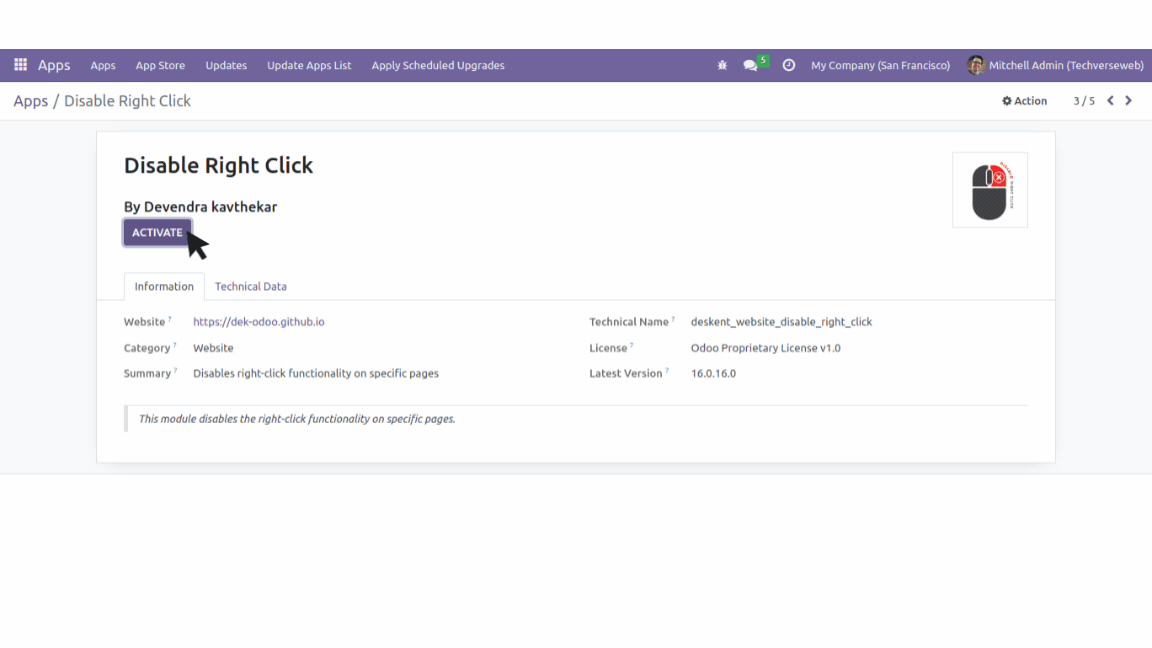 Apps Apps App Store Updates Update Apps List Apply Scheduled Upgrades 5 My Company (San Francisco) Mitchell Admin (Techverseweb)
Apps / Disable Right Click Action 3 / 5
Disable Right Click
By Devendra kavthekar
ACTIVATE
Information Technical Data
Website ? https://dek-odoo.github.io Technical Name ? deskent_website_disable_right_click
Category ? Website License ? Odoo Proprietary License v1.0
Summary ? Disables right-click functionality on specific pages Latest Version ? 16.0.16.0
This module disables the right-click functionality on specific pages.
DISABLE RIGHT CLICK